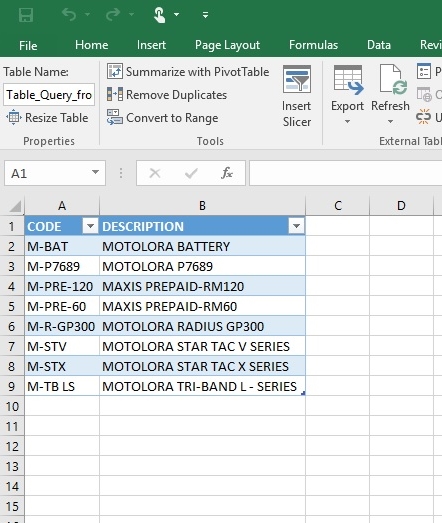 File Home Insert Page Layout Formulas Data Revi
Table Name: Summarize with PivotTable
Table_Query_fro Remove Duplicates Insert Export Refresh
Resize Table Convert to Range Slicer
Properties Tools External Tab
A1 fx
A B C D
1 CODE DESCRIPTION
2 M-BAT MOTOLORA BATTERY
3 M-P7689 MOTOLORA P7689
4 M-PRE-120 MAXIS PREPAID-RM120
5 M-PRE-60 MAXIS PREPAID-RM60
6 M-R-GP300 MOTOLORA RADIUS GP300
7 M-STV MOTOLORA STAR TAC V SERIES
8 M-STX MOTOLORA STAR TAC X SERIES
9 M-TB LS MOTOLORA TRI-BAND L - SERIES
10
11
12
13
14
15